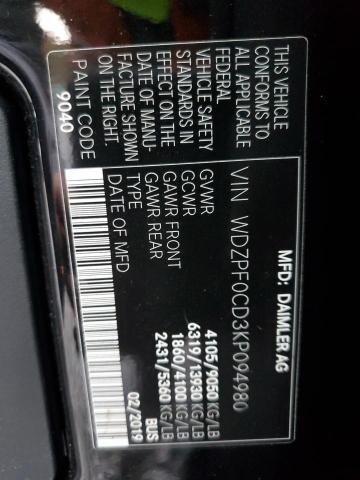 MFD: DAIMLER AG
VIN WDZPF0CD3KP094980
GVWR 4105/9050 KG/LB
GCWR 6319/13930 KG/LB
GAWR FRONT 1860/4100 KG/LB
GAWR REAR 2431/5360 KG/LB
TYPE BUS
DATE OF MFD 02/2019
THIS VEHICLE
CONFORMS TO
ALL APPLICABLE
FEDERAL
VEHICLE SAFETY
STANDARDS IN
EFFECT ON THE
DATE OF MANU-
FACTURE SHOWN
ON THE RIGHT.
PAINT CODE
9040